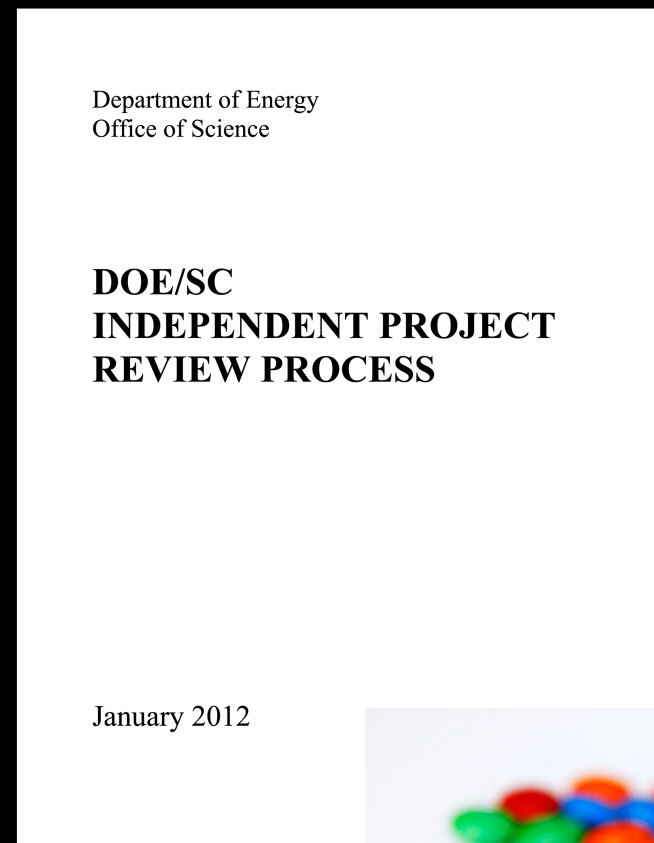 Department of Energy
Office of Science
DOE/SC
INDEPENDENT PROJECT
REVIEW PROCESS
January 2012